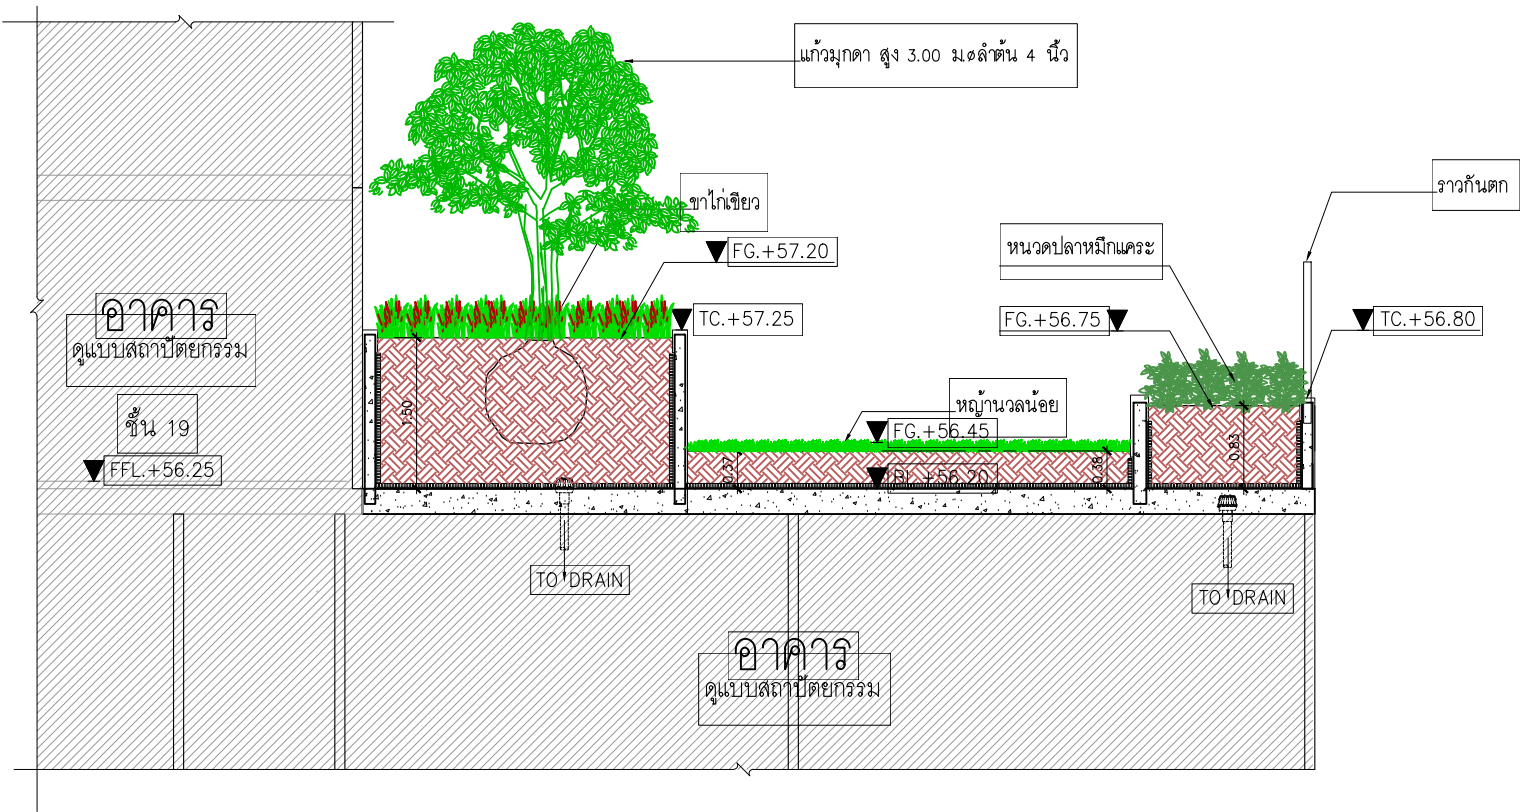 แก้วมุกดา สูง 3.00 ม.ø ลำต้น 4 นิ้ว
ขาไก่เขียว
ราวกันตก
FG.+57.20
หนวดปลาหมึกแคระ
อาคาร
ดูแบบสถาปัตยกรรม
TC.+57.25
FG.+56.75
TC.+56.80
ชั้น 19
1.50
หญ้านวลน้อย
FG.+56.45
0.83
FFL.+56.25
0.37
0.38
+56.20
TO DRAIN
TO DRAIN
อาคาร
ดูแบบสถาปัตยกรรม